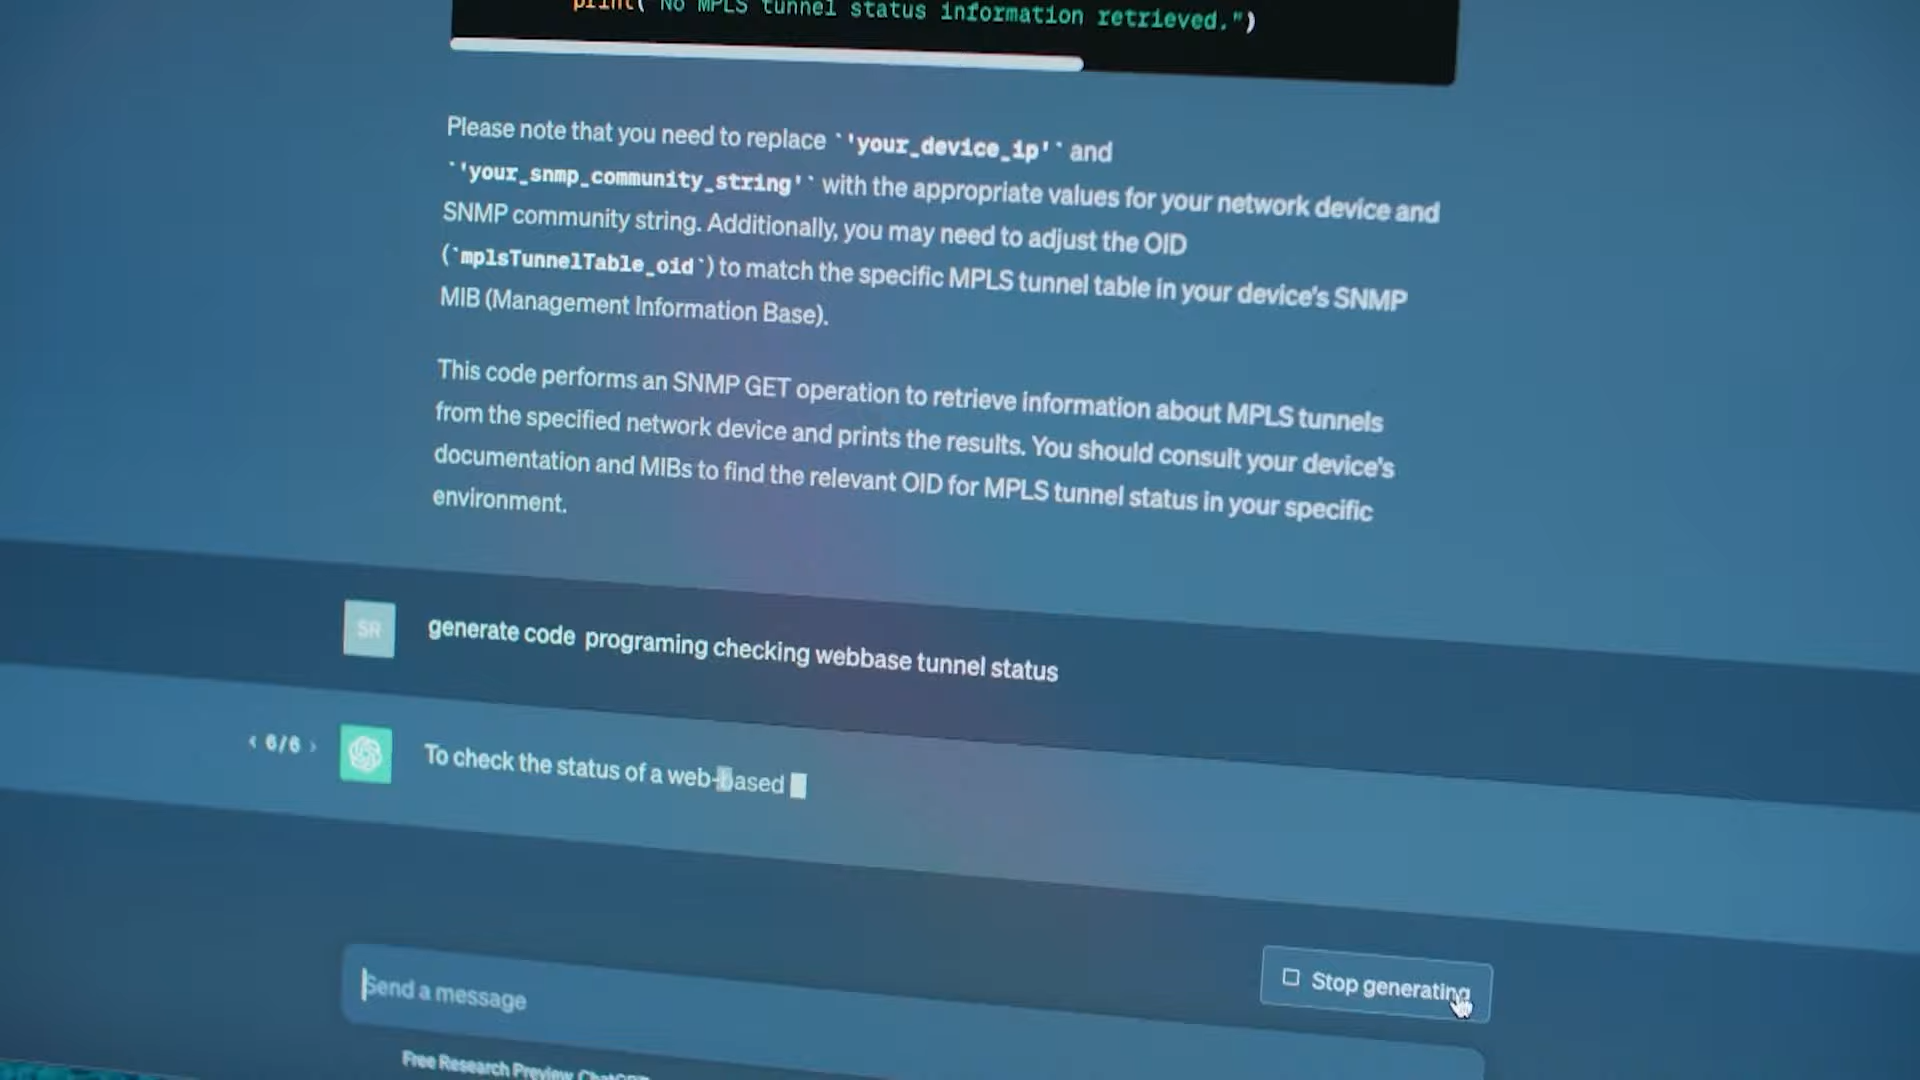 print("No MPLS tunnel status information retrieved.")
Please note that you need to replace `'your_device_ip'` and
`'your_snmp_community_string'` with the appropriate values for your network device and
SNMP community string. Additionally, you may need to adjust the OID
(`mplsTunnelTable_oid`) to match the specific MPLS tunnel table in your device's SNMP
MIB (Management Information Base).
This code performs an SNMP GET operation to retrieve information about MPLS tunnels
from the specified network device and prints the results. You should consult your device's
documentation and MIBs to find the relevant OID for MPLS tunnel status in your specific
environment.
SR
generate code programing checking webbase tunnel status
< 6/6 >
To check the status of a web-based
Stop generating
Send a message
Free Research Preview ChatGPT